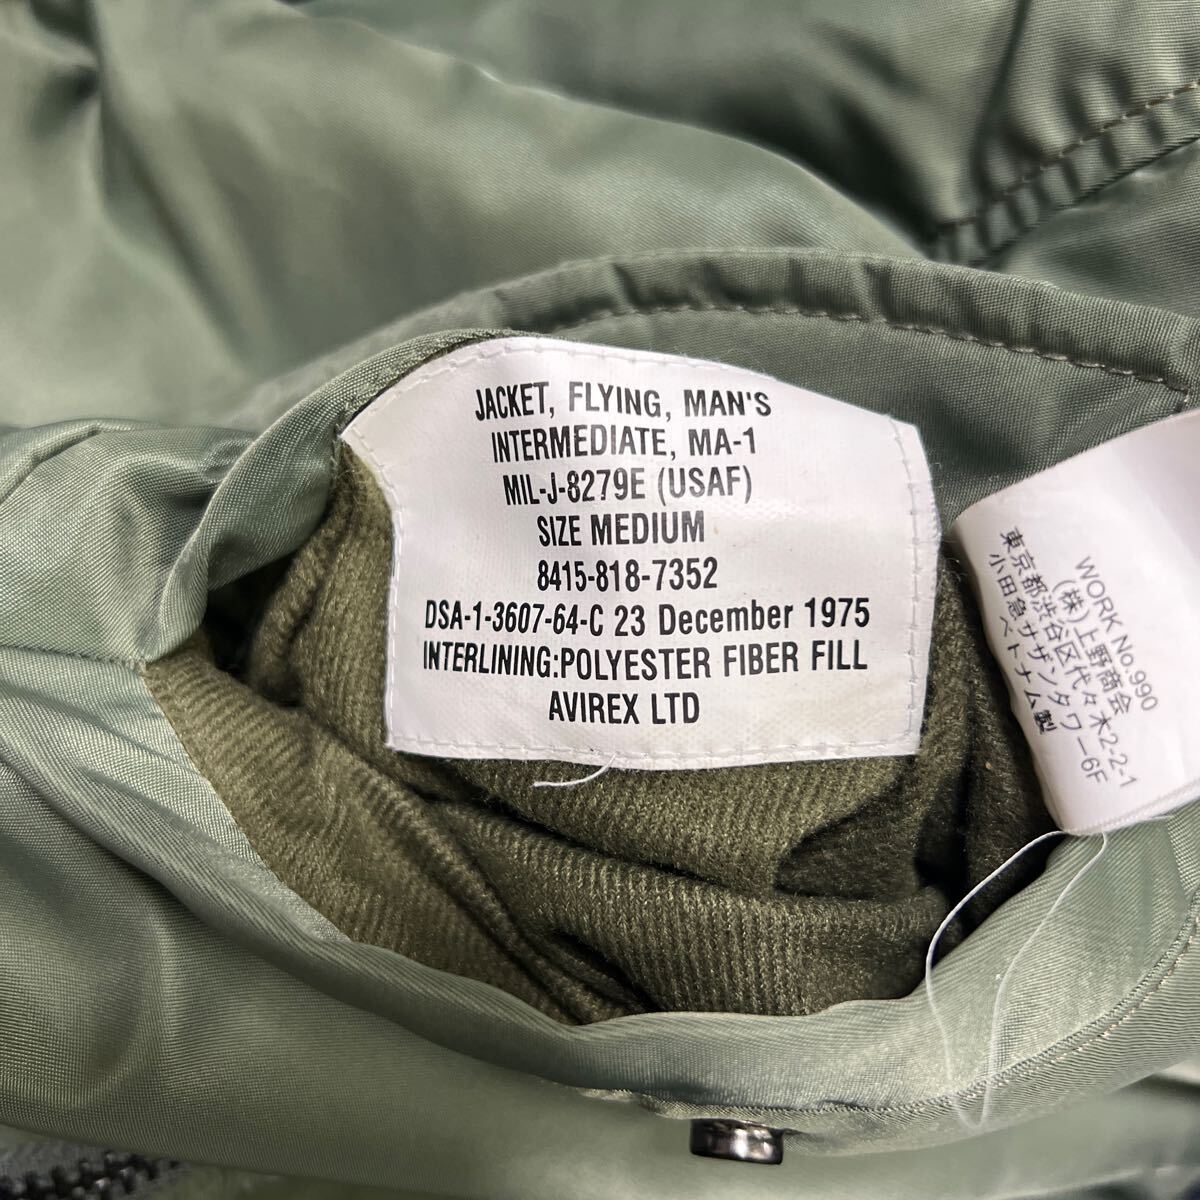 JACKET, FLYING, MAN'S
INTERMEDIATE, MA-1
MIL-J-8279E (USAF)
SIZE MEDIUM
8415-818-7352
DSA-1-3607-64-C 23 December 1975
INTERLINING:POLYESTER FIBER FILL
AVIREX LTD
WORK No.990
(株)上野商会
東京都渋谷区代々木2-2-1
小田急サザンタワー6F
ベトナム製